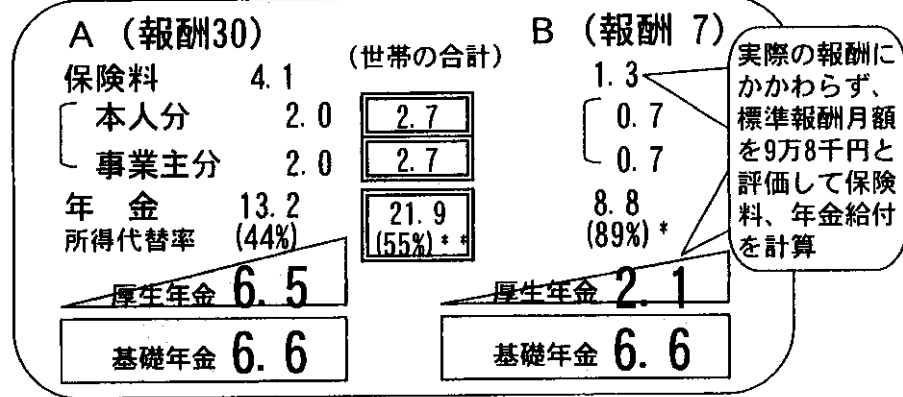 A (報酬30)
保険料 4.1
本人分 2.0
事業主分 2.0
年 金 13.2
所得代替率 (44%)
厚生年金 6.5
基礎年金 6.6
(世帯の合計)
2.7
2.7
21.9
(55%)**
B (報酬 7)
1.3
0.7
0.7
8.8
(89%)*
厚生年金 2.1
基礎年金 6.6
実際の報酬に
かかわらず、
標準報酬月額
を9万8千円と
評価して保険
料、年金給付
を計算